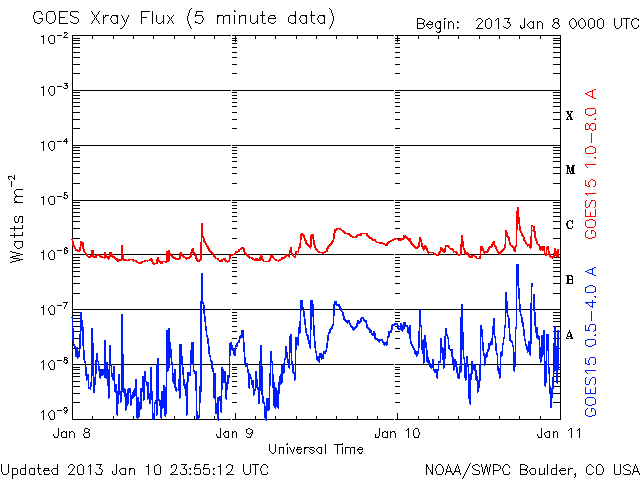 GOES Xray Flux (5 minute data)
Begin: 2013 Jan 8 0000 UTC
10⁻²
10⁻³
10⁻⁴
10⁻⁵
10⁻⁶
10⁻⁷
10⁻⁸
10⁻⁹
Watts m⁻²
X
M
C
B
A
GOES15 1.0-8.0 A
GOES15 0.5-4.0 A
Jan 8
Jan 9
Jan 10
Jan 11
Universal Time
Updated 2013 Jan 10 23:55:12 UTC
NOAA/SWPC Boulder, CO USA